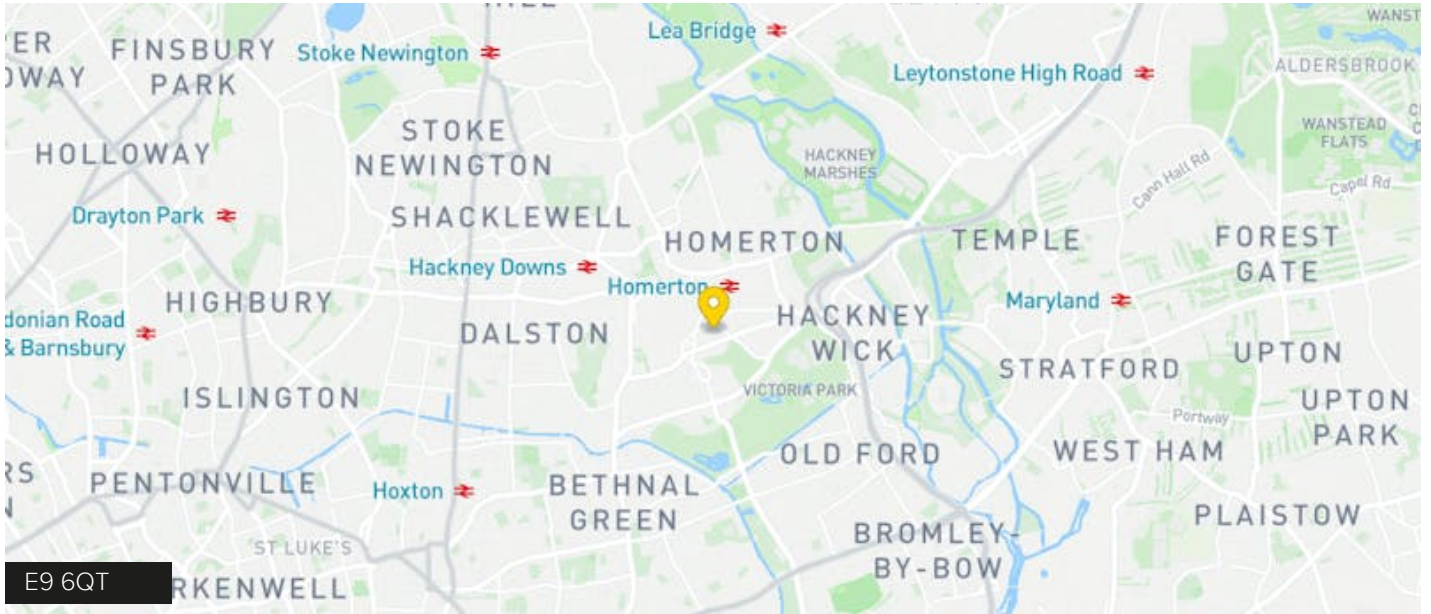 HILL
Lea Bridge
WANST
FINSBURY
PARK
Stoke Newington
Leytonstone High Road
ALDERSBROOK
STOKE
NEWINGTON
HOLLOWAY
HACKNEY
MARSHES
WANSTEAD
FLATS
Cann Hall Rd
Capel Rd
Drayton Park
SHACKLEWELL
HOMERTON
TEMPLE
FOREST
GATE
Hackney Downs
Homerton
HIGHBURY
Maryland
donian Road
& Barnsbury
DALSTON
HACKNEY
WICK
UPTON
STRATFORD
ISLINGTON
VICTORIA PARK
Portway
UPTON
PARK
OLD FORD
WEST HAM
PENTONVILLE
Hoxton
BETHNAL
GREEN
PLAISTOW
BROMLEY-
BY-BOW
ST LUKE'S
E9 6QT
RKENWELL